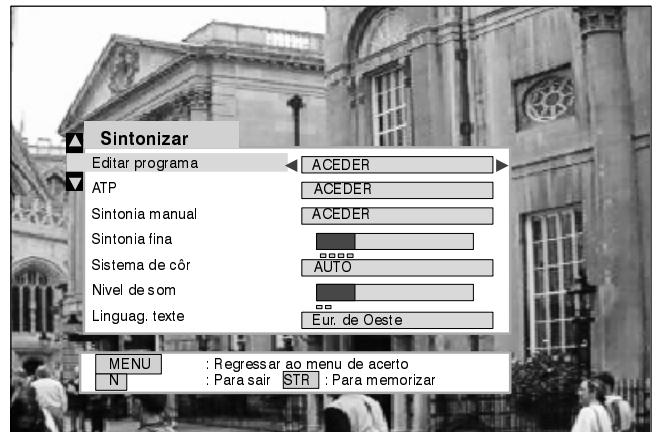 Sintonizar
Editar programa ACEDER
ATP ACEDER
Sintonia manual ACEDER
Sintonia fina
Sistema de côr AUTO
Nivel de som
Linguag. texte Eur. de Oeste
MENU : Regressar ao menu de acerto
N : Para sair STR : Para memorizar